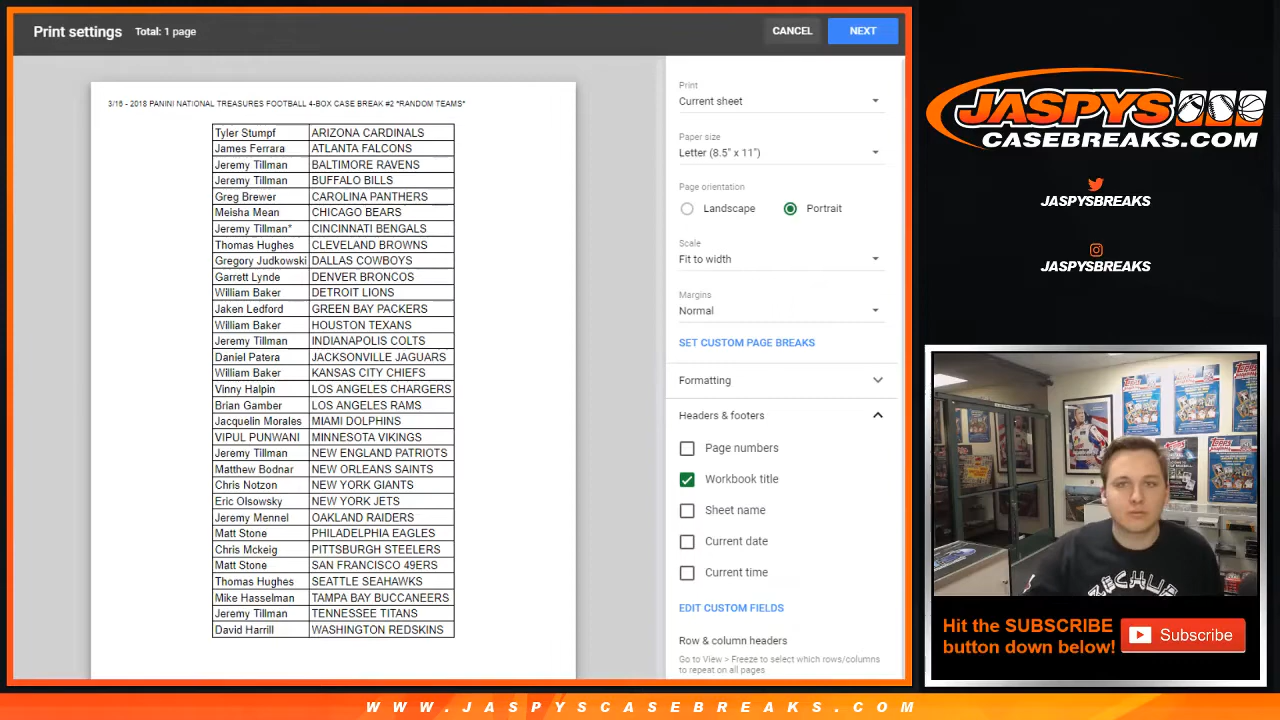 Print settings Total: 1 page CANCEL NEXT
3/16 - 2018 PANINI NATIONAL TREASURES FOOTBALL 4-BOX CASE BREAK #2 *RANDOM TEAMS*
Tyler Stumpf ARIZONA CARDINALS
James Ferrara ATLANTA FALCONS
Jeremy Tillman BALTIMORE RAVENS
Jeremy Tillman BUFFALO BILLS
Greg Brewer CAROLINA PANTHERS
Meisha Mean CHICAGO BEARS
Jeremy Tillman* CINCINNATI BENGALS
Thomas Hughes CLEVELAND BROWNS
Gregory Judkowski DALLAS COWBOYS
Garrett Lynde DENVER BRONCOS
William Baker DETROIT LIONS
Jaken Ledford GREEN BAY PACKERS
William Baker HOUSTON TEXANS
Jeremy Tillman INDIANAPOLIS COLTS
Daniel Patera JACKSONVILLE JAGUARS
William Baker KANSAS CITY CHIEFS
Vinny Halpin LOS ANGELES CHARGERS
Brian Gamber LOS ANGELES RAMS
Jacquelin Morales MIAMI DOLPHINS
VIPUL PUNWANI MINNESOTA VIKINGS
Jeremy Tillman NEW ENGLAND PATRIOTS
Matthew Bodnar NEW ORLEANS SAINTS
Chris Notzon NEW YORK GIANTS
Eric Olsowsky NEW YORK JETS
Jeremy Mennel OAKLAND RAIDERS
Matt Stone PHILADELPHIA EAGLES
Chris Mckeig PITTSBURGH STEELERS
Matt Stone SAN FRANCISCO 49ERS
Thomas Hughes SEATTLE SEAHAWKS
Mike Hasselman TAMPA BAY BUCCANEERS
Jeremy Tillman TENNESSEE TITANS
David Harrill WASHINGTON REDSKINS
Print
Current sheet
Paper size
Letter (8.5" x 11")
Page orientation
Landscape Portrait
Scale
Fit to width
Margins
Normal
SET CUSTOM PAGE BREAKS
Formatting
Headers & footers
Page numbers
Workbook title
Sheet name
Current date
Current time
EDIT CUSTOM FIELDS
Row & column headers
Go to View > Freeze to select which rows/columns
to repeat on all pages
JASPYS
CASEBREAKS.COM
JASPYSBREAKS
JASPYSBREAKS
Hit the SUBSCRIBE
button down below!
Subscribe
WWW.JASPYSCASEBREAKS.COM